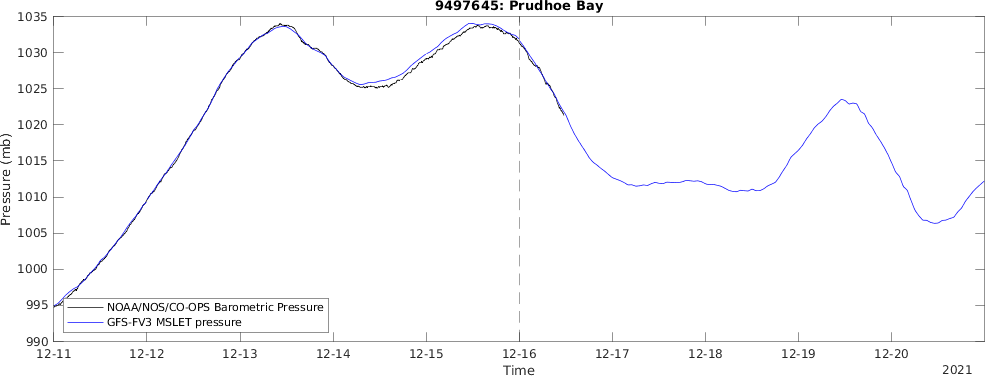 9497645: Prudhoe Bay
Pressure (mb)
1035
1030
1025
1020
1015
1010
1005
1000
995
990
NOAA/NOS/CO-OPS Barometric Pressure
GFS-FV3 MSLET pressure
12-11 12-12 12-13 12-14 12-15 12-16 12-17 12-18 12-19 12-20
Time
2021